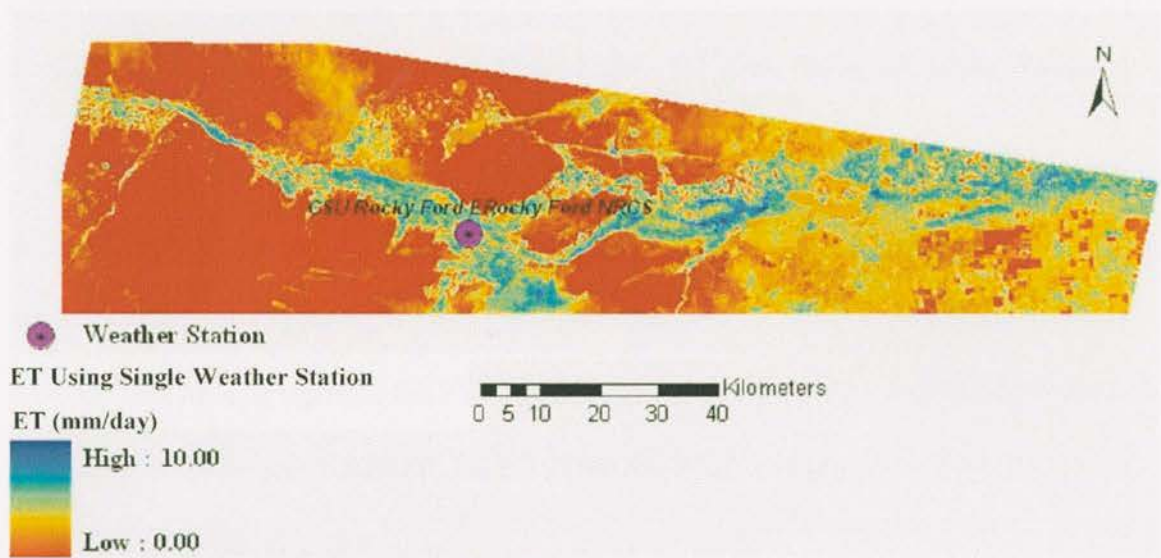 N
CSU Rocky Ford ERocky Ford NRCS
Weather Station
ET Using Single Weather Station
Kilometers
0 5 10 20 30 40
ET (mm/day)
High : 10.00
Low : 0.00